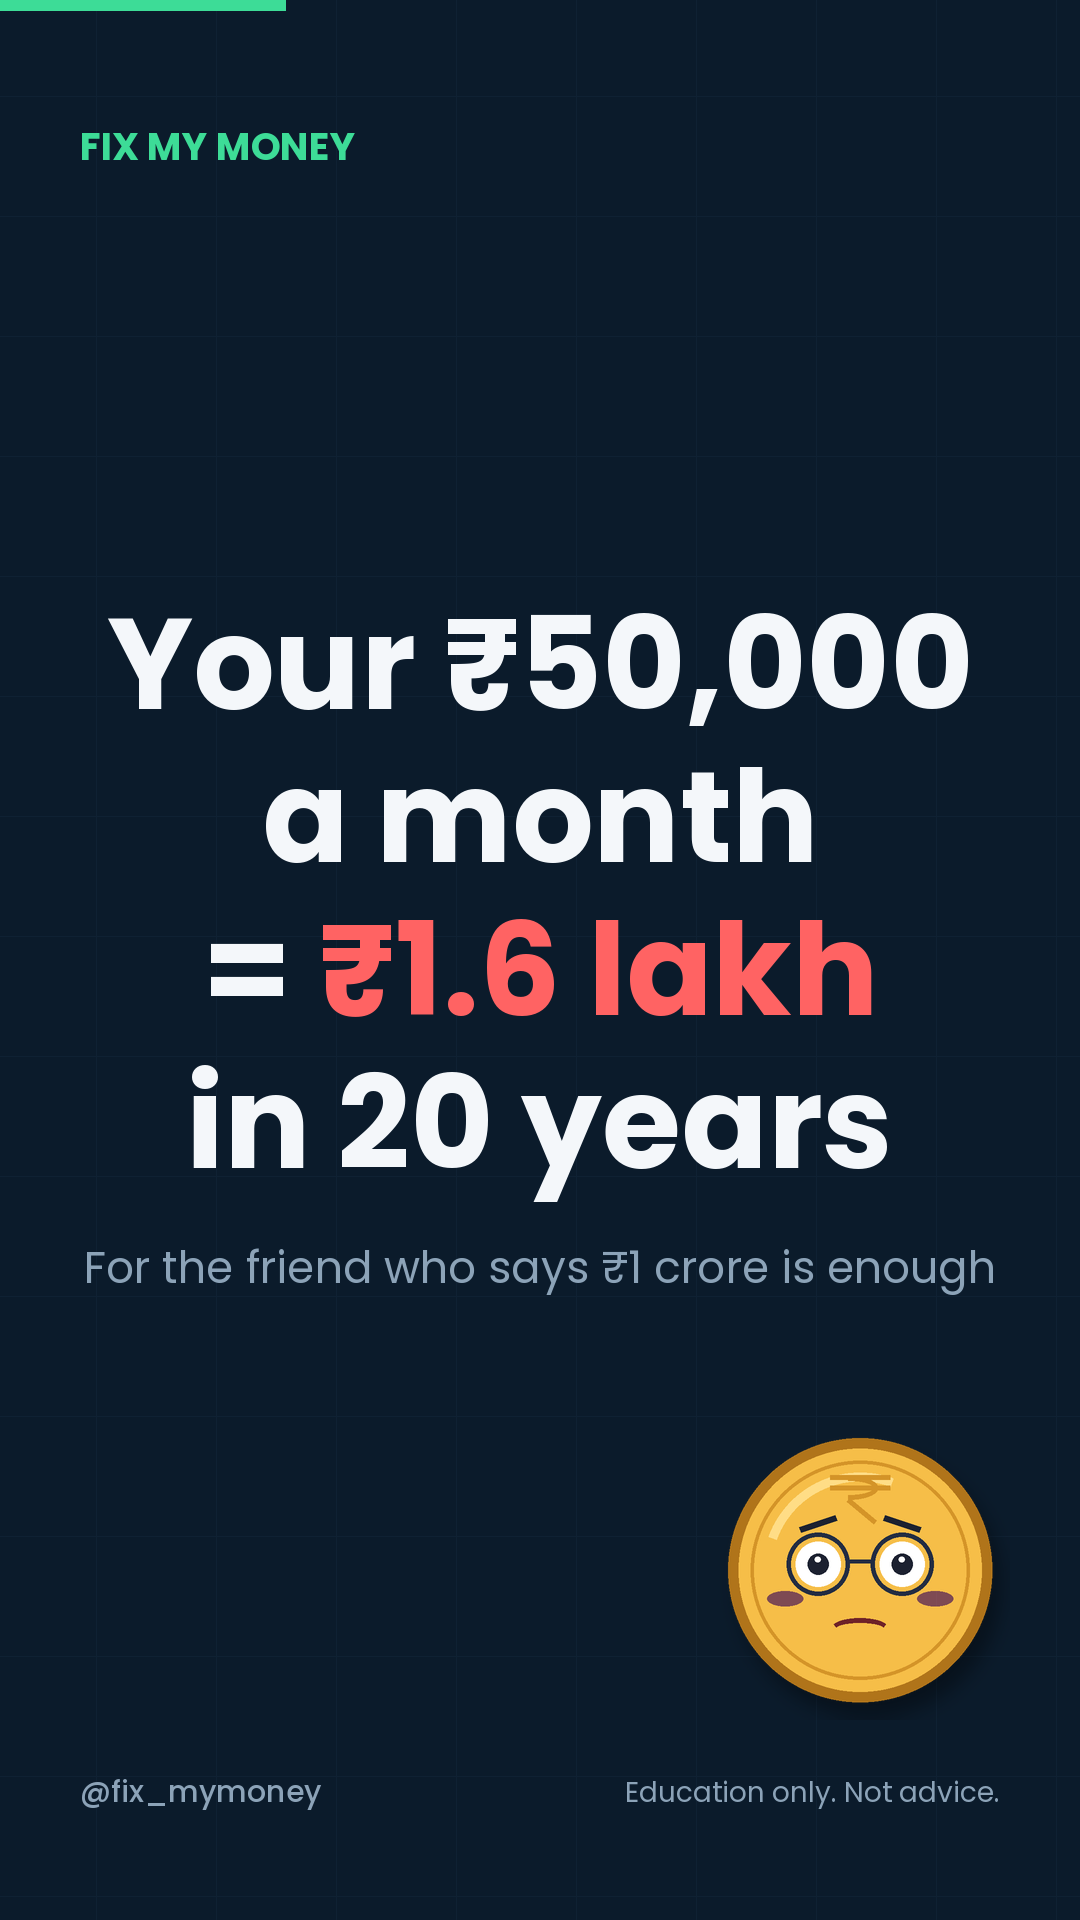 FIX MY MONEY
Your ₹50,000
a month
= ₹1.6 lakh
in 20 years
For the friend who says ₹1 crore is enough
₹
@fix_mymoney
Education only. Not advice.